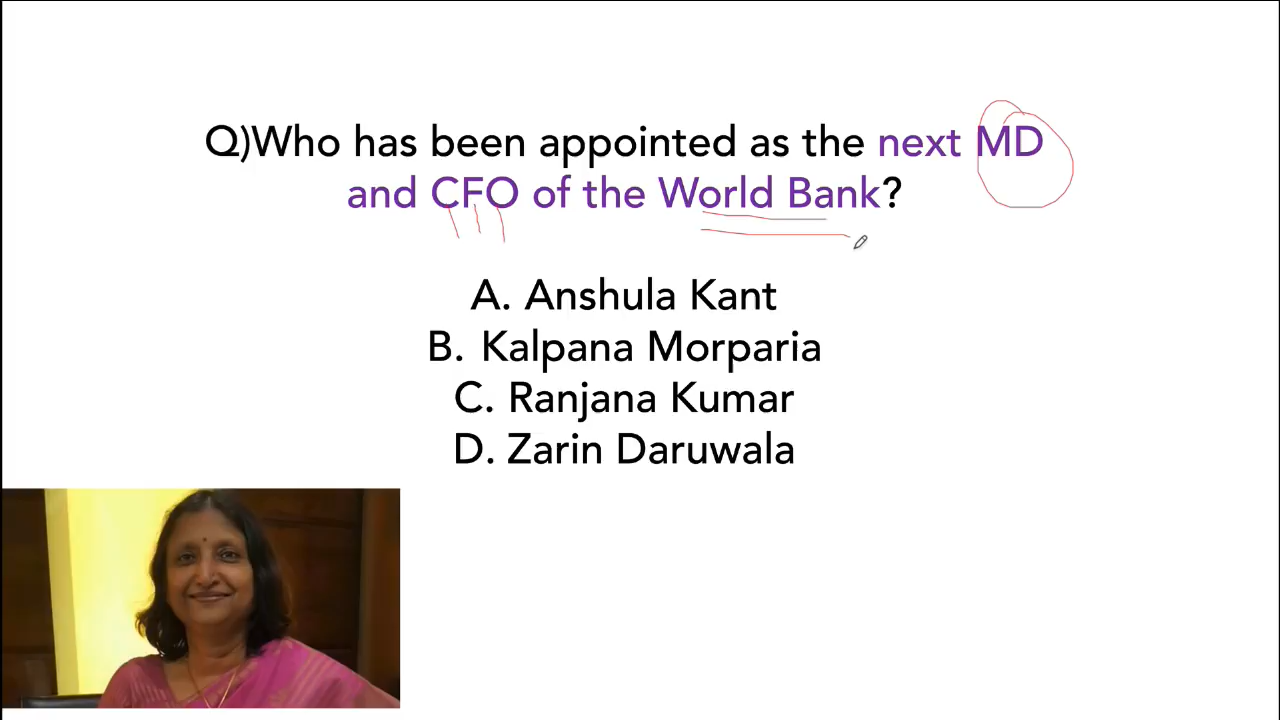 Q)Who has been appointed as the next MD
and CFO of the World Bank?
A. Anshula Kant
B. Kalpana Morparia
C. Ranjana Kumar
D. Zarin Daruwala